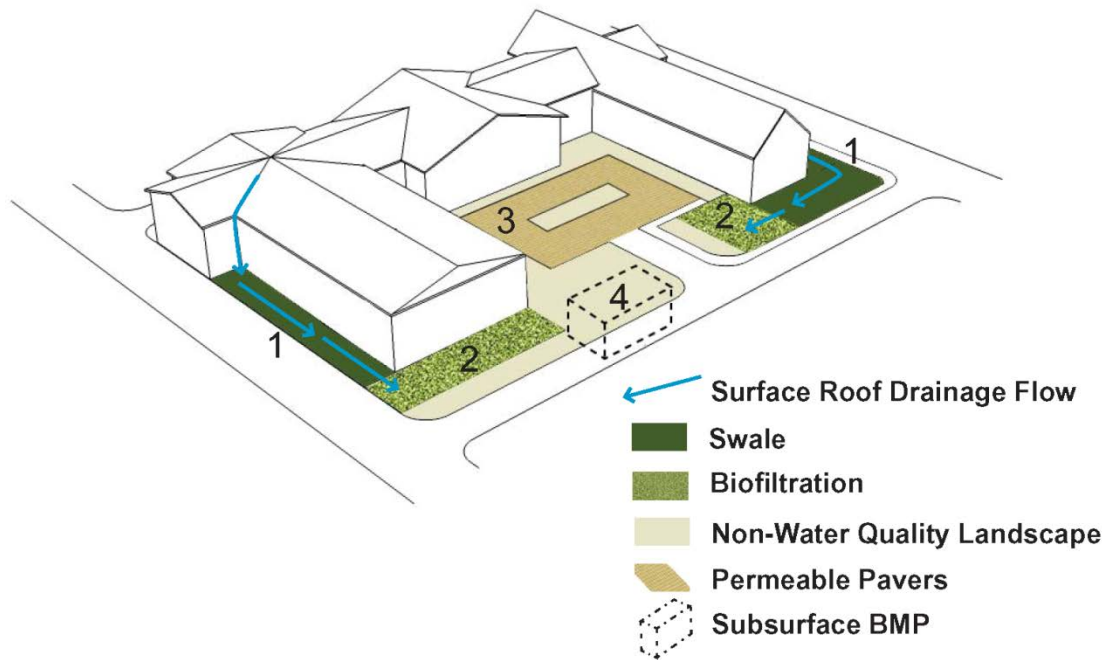 1
2
3
4
1
2
Surface Roof Drainage Flow
Swale
Biofiltration
Non-Water Quality Landscape
Permeable Pavers
Subsurface BMP